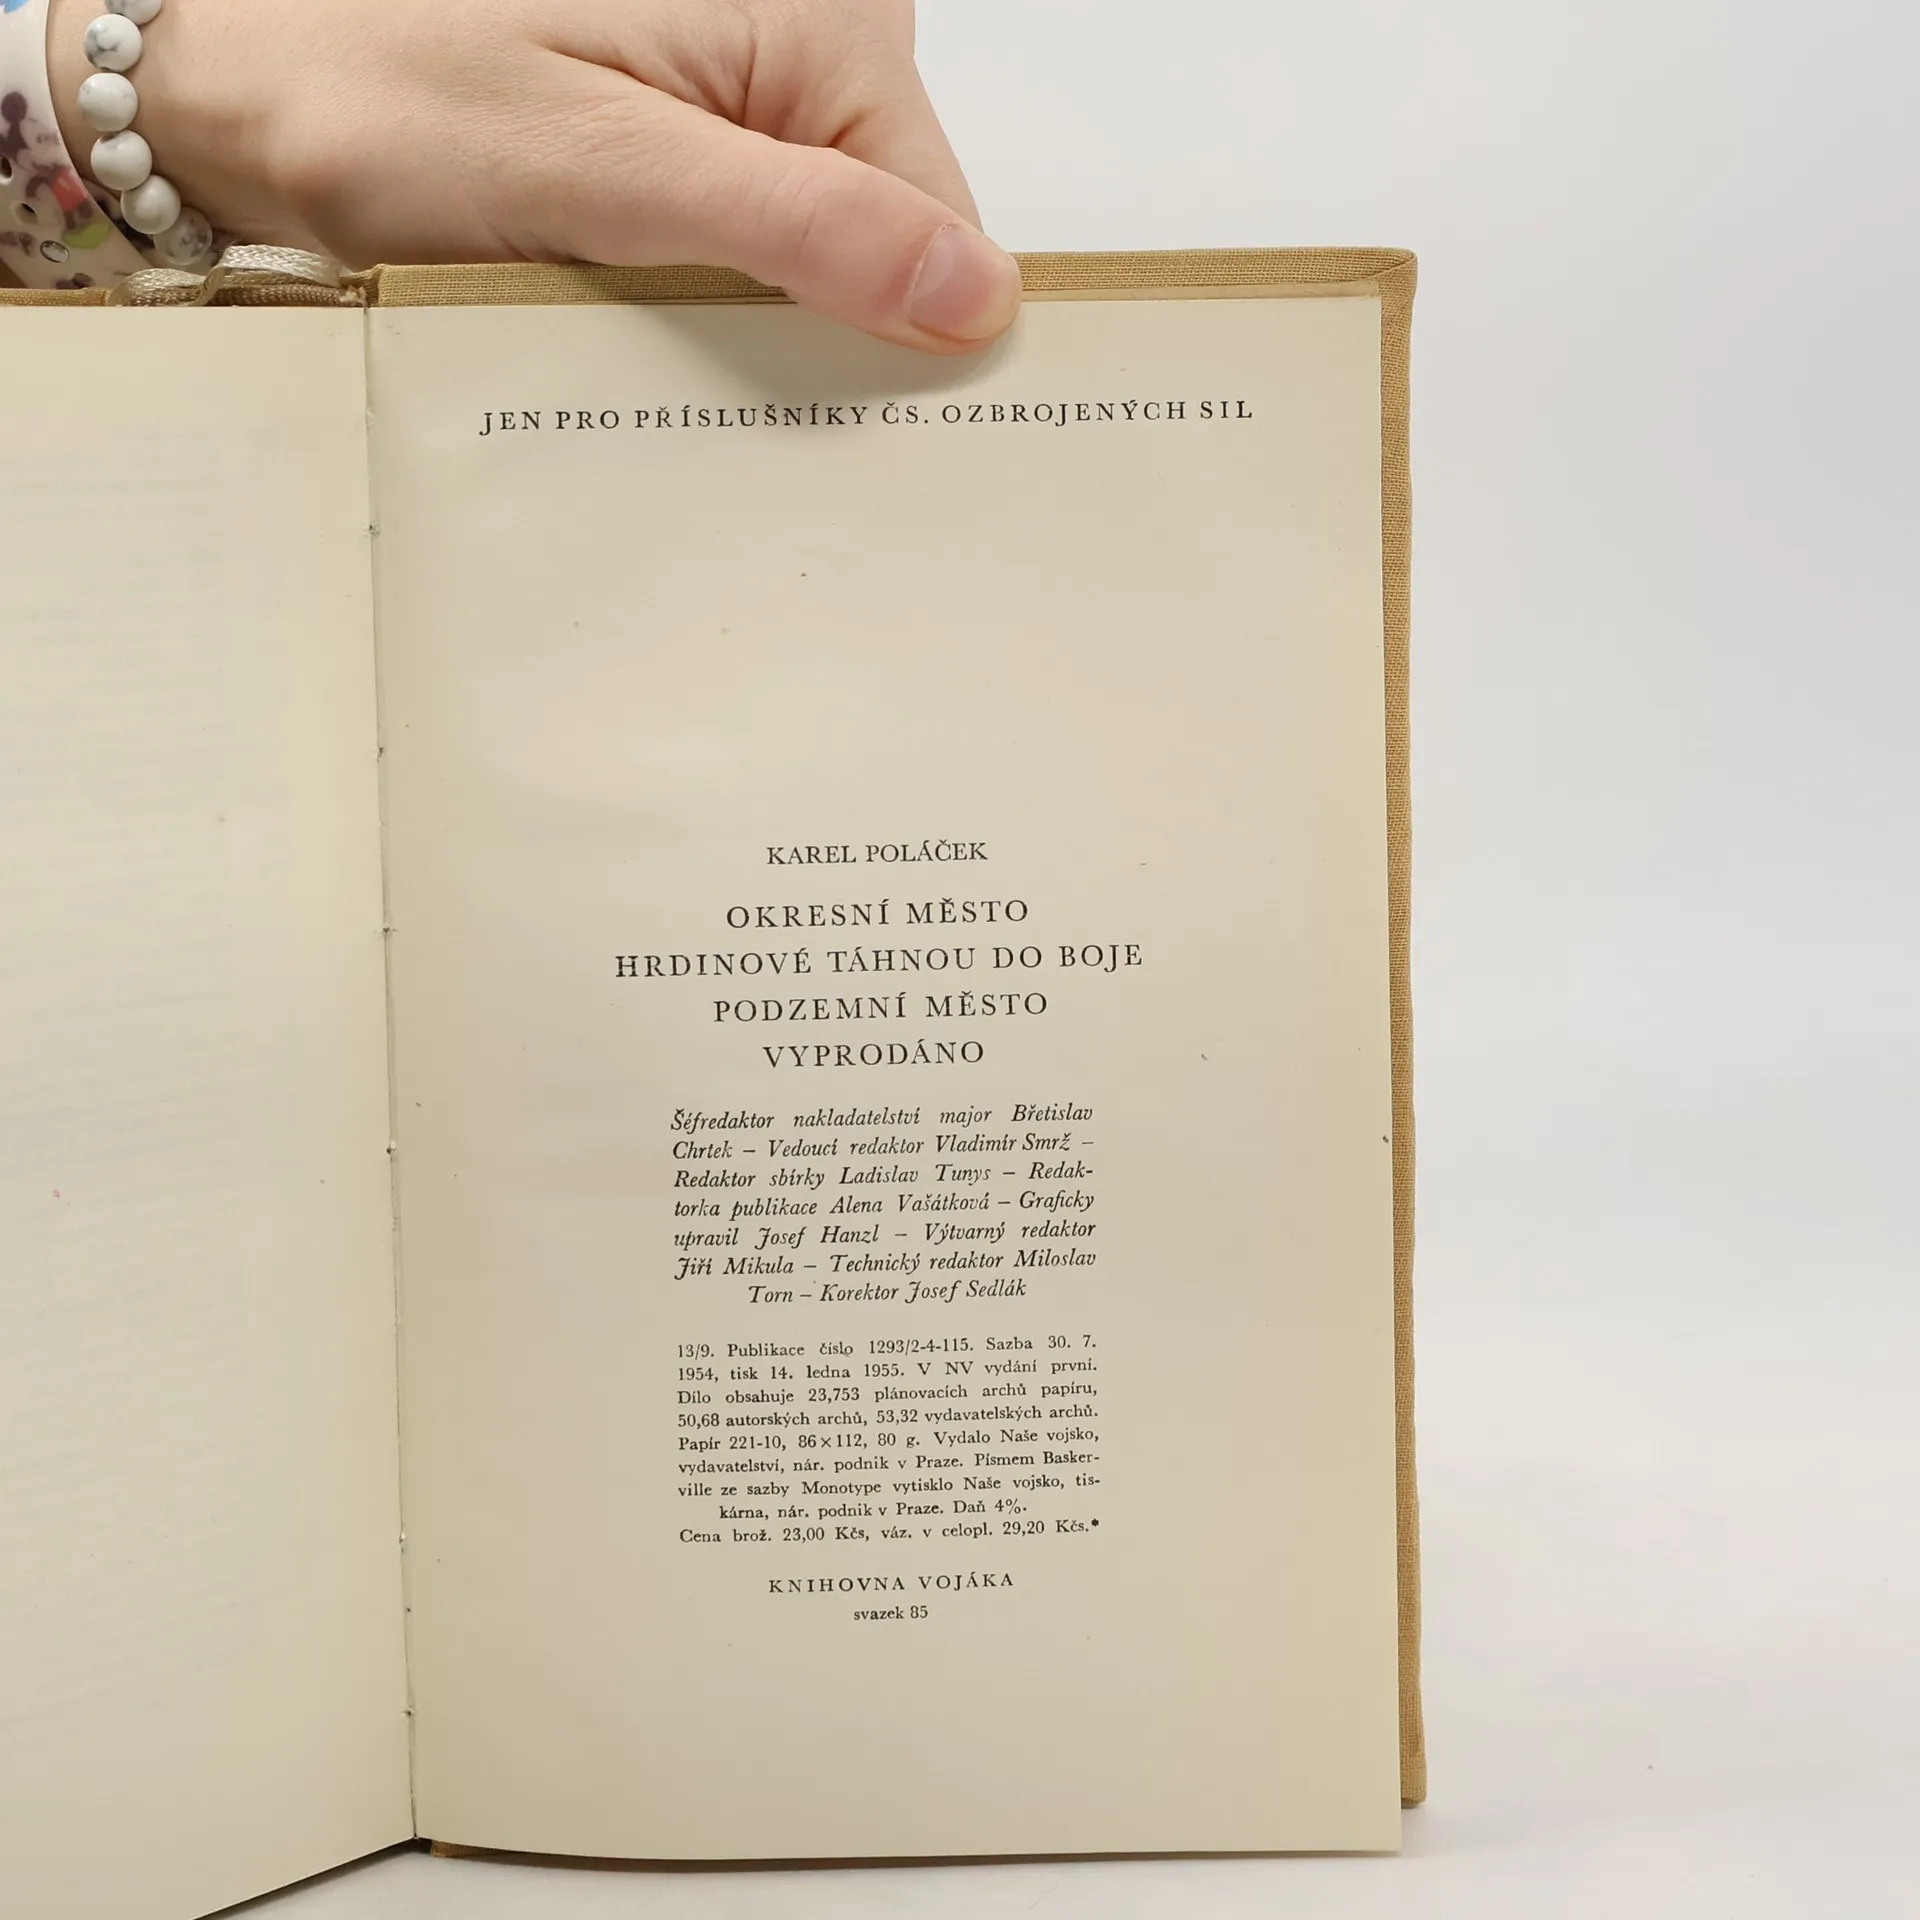 JEN PRO PŘÍSLUŠNÍKY ČS. OZBROJENÝCH SIL
KAREL POLÁČEK
OKRESNÍ MĚSTO
HRDINOVÉ TÁHNOU DO BOJE
PODZEMNÍ MĚSTO
VYPRODÁNO
Šéfredaktor nakladatelství major Břetislav
Chrtek – Vedoucí redaktor Vladimír Smrž –
Redaktor sbírky Ladislav Tunys – Redak-
torka publikace Alena Vašátková – Graficky
upravil Josef Hanzl – Výtvarný redaktor
Jiří Mikula – Technický redaktor Miloslav
Torn – Korektor Josef Sedlák
13/9. Publikace číslo 1293/2-4-115. Sazba 30. 7.
1954, tisk 14. ledna 1955. V NV vydání první.
Dílo obsahuje 23,753 plánovacích archů papíru,
50,68 autorských archů, 53,32 vydavatelských archů.
Papír 221-10, 86×112, 80 g. Vydalo Naše vojsko,
vydavatelství, nár. podnik v Praze. Písmem Basker-
ville ze sazby Monotype vytisklo Naše vojsko, tis-
kárna, nár. podnik v Praze. Daň 4%.
Cena brož. 23,00 Kčs, váz. v celopl. 29,20 Kčs.*
KNIHOVNA VOJÁKA
svazek 85